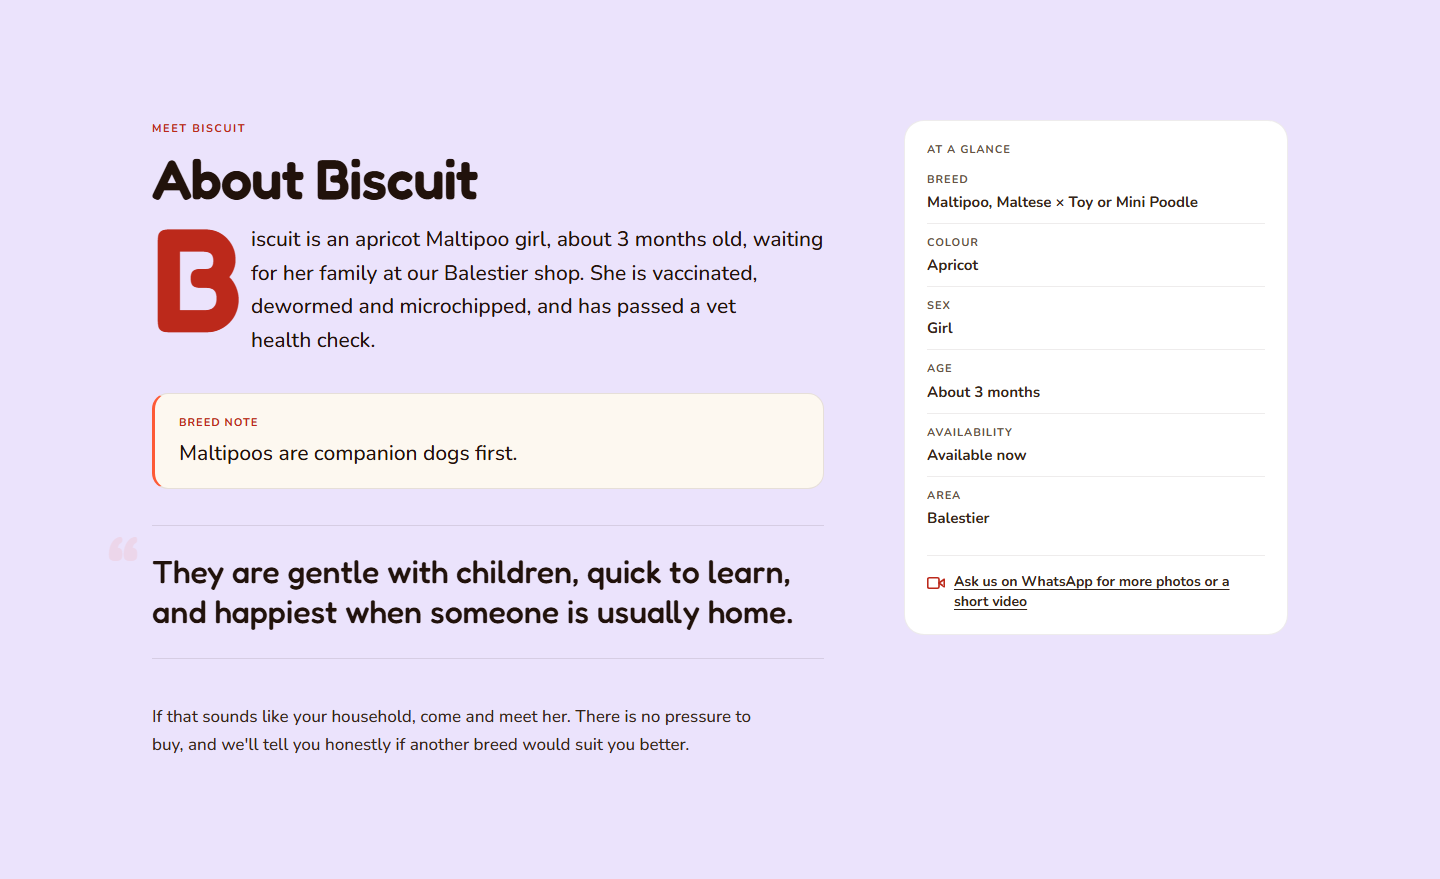 MEET BISCUIT
About Biscuit
Biscuit is an apricot Maltipoo girl, about 3 months old, waiting
for her family at our Balestier shop. She is vaccinated,
dewormed and microchipped, and has passed a vet
health check.
BREED NOTE
Maltipoos are companion dogs first.
“
They are gentle with children, quick to learn,
and happiest when someone is usually home.
If that sounds like your household, come and meet her. There is no pressure to
buy, and we'll tell you honestly if another breed would suit you better.
AT A GLANCE
BREED
Maltipoo, Maltese × Toy or Mini Poodle
COLOUR
Apricot
SEX
Girl
AGE
About 3 months
AVAILABILITY
Available now
AREA
Balestier
Ask us on WhatsApp for more photos or a
short video